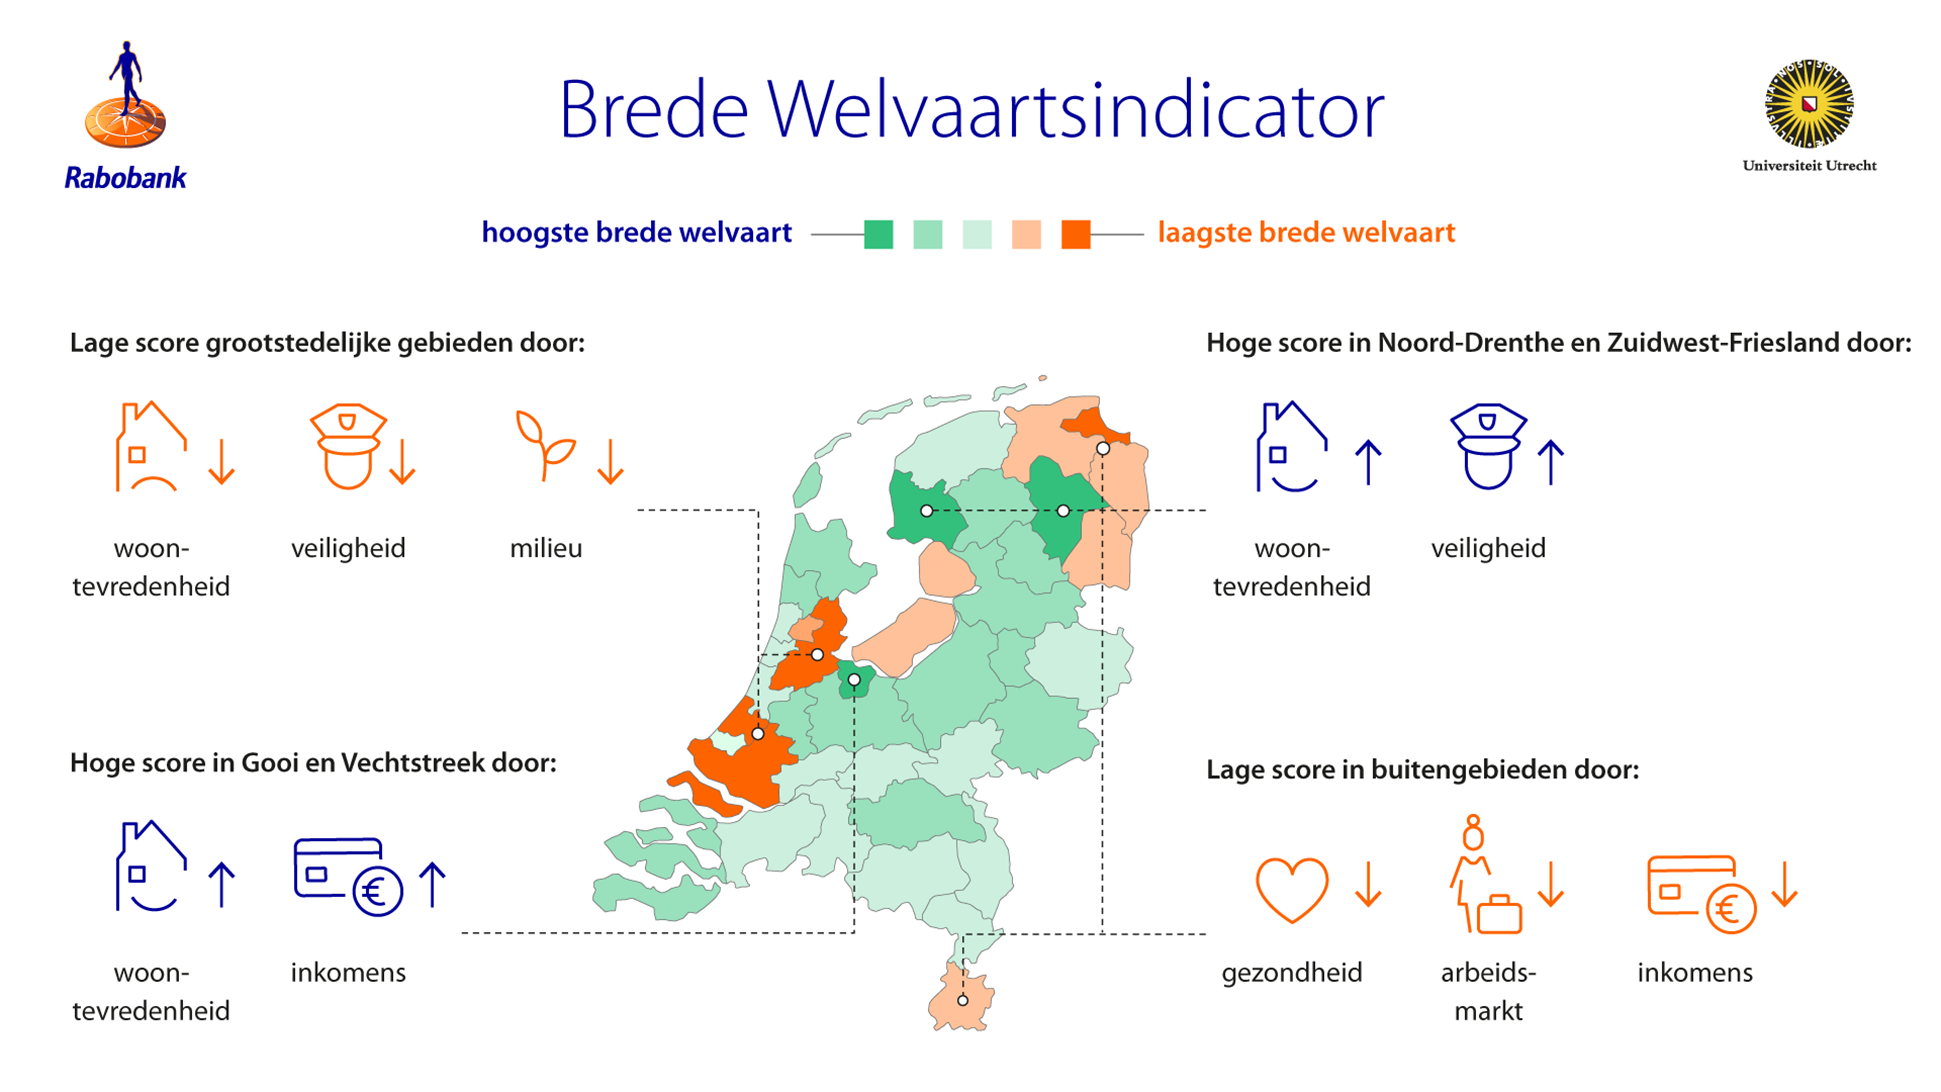 Rabobank
Brede Welvaartsindicator
Universiteit Utrecht
hoogste brede welvaart
laagste brede welvaart
Lage score grootstedelijke gebieden door:
woon-
tevredenheid
veiligheid
milieu
Hoge score in Noord-Drenthe en Zuidwest-Friesland door:
woon-
tevredenheid
veiligheid
Hoge score in Gooi en Vechtstreek door:
€
woon-
tevredenheid
inkomens
Lage score in buitengebieden door:
€
gezondheid
arbeids-
markt
inkomens